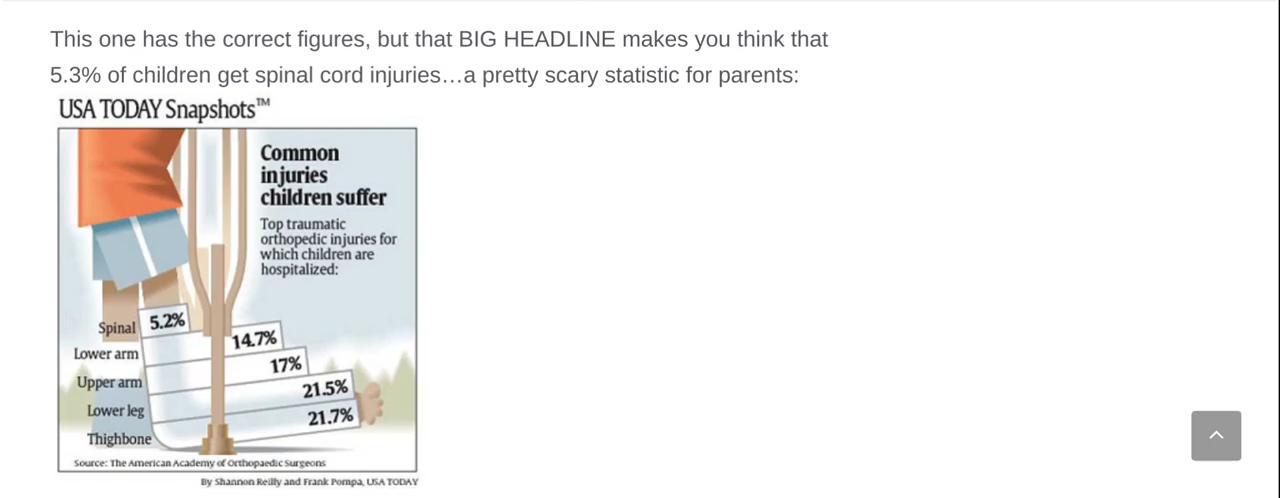 This one has the correct figures, but that BIG HEADLINE makes you think that
5.3% of children get spinal cord injuries…a pretty scary statistic for parents:
USA TODAY Snapshots™
Common
injuries
children suffer
Top traumatic
orthopedic injuries for
which children are
hospitalized:
Spinal 5.2%
Lower arm 14.7%
Upper arm 17%
Lower leg 21.5%
Thighbone 21.7%
Source: The American Academy of Orthopaedic Surgeons
By Shannon Reilly and Frank Pompa, USA TODAY